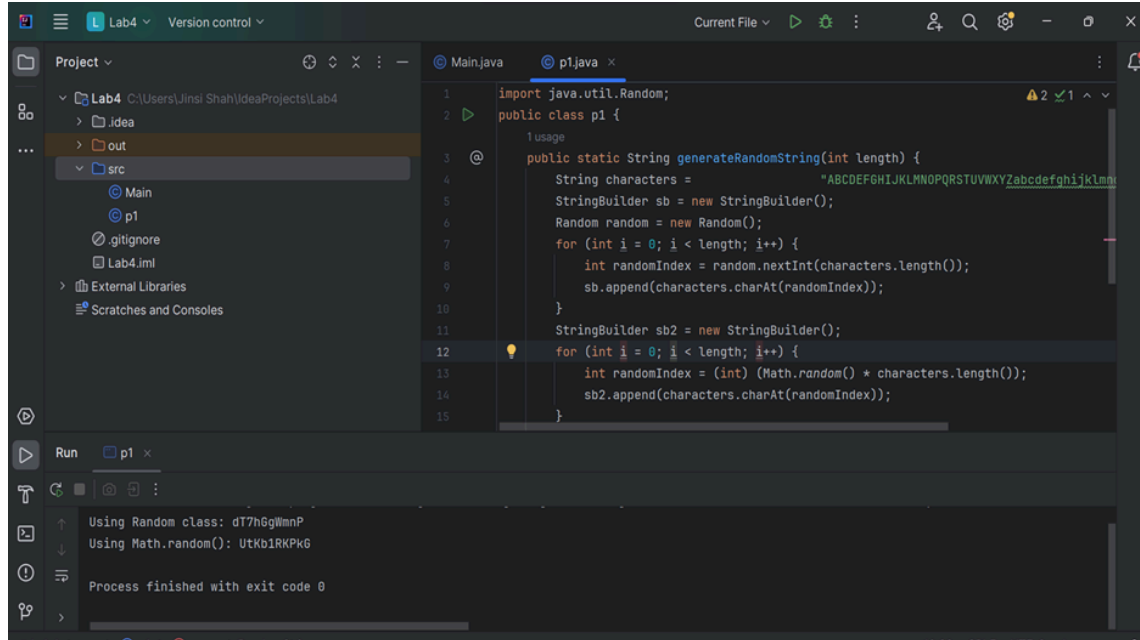 L Lab4 Version control Current File
Project
Main.java
p1.java
Lab4 C:\Users\Jinsi Shah\IdeaProjects\Lab4
.idea
out
src
Main
p1
.gitignore
Lab4.iml
External Libraries
Scratches and Consoles
2 1
1 import java.util.Random;
2 public class p1 {
1 usage
3 @ public static String generateRandomString(int length) {
4 String characters = "ABCDEFGHIJKLMNOPQRSTUVWXYZabcdefghijklmn
5 StringBuilder sb = new StringBuilder();
6 Random random = new Random();
7 for (int i = 0; i < length; i++) {
8 int randomIndex = random.nextInt(characters.length());
9 sb.append(characters.charAt(randomIndex));
10 }
11 StringBuilder sb2 = new StringBuilder();
12 for (int i = 0; i < length; i++) {
13 int randomIndex = (int) (Math.random() * characters.length());
14 sb2.append(characters.charAt(randomIndex));
15 }
Run p1
Using Random class: dT7hGgWmnP
Using Math.random(): UtKb1RKPkG
Process finished with exit code 0